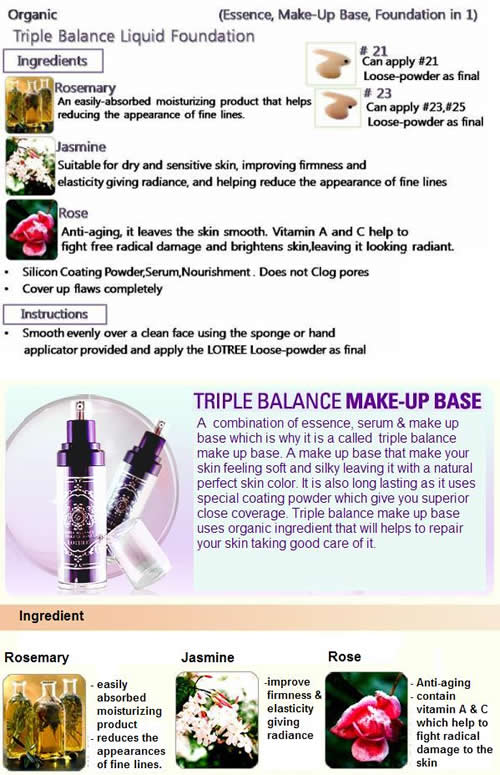 Organic (Essence, Make-Up Base, Foundation in 1)
Triple Balance Liquid Foundation
Ingredients
# 21
Can apply #21
Loose-powder as final
# 23
Can apply #23,#25
Loose-powder as final
Rosemary
An easily-absorbed moisturizing product that helps
reducing the appearance of fine lines.
Jasmine
Suitable for dry and sensitive skin, improving firmness and
elasticity giving radiance, and helping reduce the appearance of fine lines
Rose
Anti-aging, it leaves the skin smooth. Vitamin A and C help to
fight free radical damage and brightens skin,leaving it looking radiant.
• Silicon Coating Powder,Serum,Nourishment . Does not Clog pores
• Cover up flaws completely
Instructions
• Smooth evenly over a clean face using the sponge or hand
applicator provided and apply the LOTREE Loose-powder as final
TRIPLE BALANCE MAKE-UP BASE
A combination of essence, serum & make up
base which is why it is a called triple balance
make up base. A make up base that make your
skin feeling soft and silky leaving it with a natural
perfect skin color. It is also long lasting as it uses
special coating powder which give you superior
close coverage. Triple balance make up base
uses organic ingredient that will helps to repair
your skin taking good care of it.
LOTREE
Ingredient
Rosemary
- easily
absorbed
moisturizing
product
- reduces the
appearances
of fine lines.
Jasmine
-improve
firmness &
elasticity
giving
radiance
Rose
- Anti-aging
- contain
vitamin A & C
which help to
fight radical
damage to the
skin